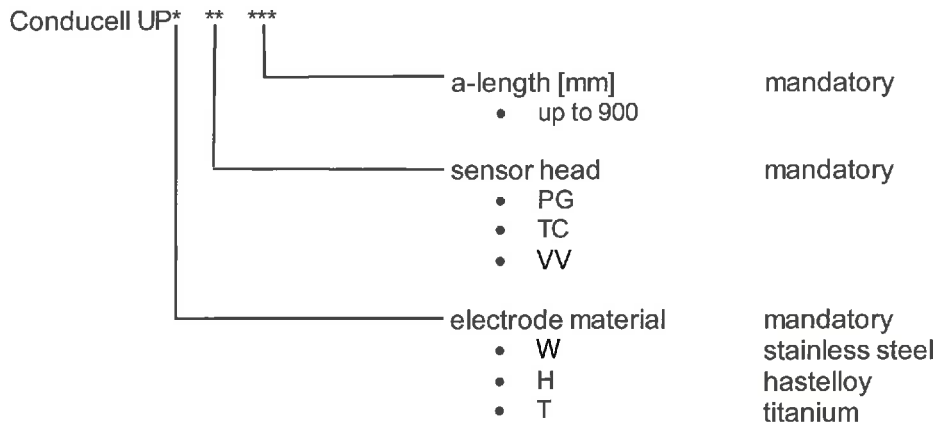 Conducell UP* ** ***
a-length [mm] mandatory
• up to 900
sensor head mandatory
• PG
• TC
• VV
electrode material mandatory
• W stainless steel
• H hastelloy
• T titanium